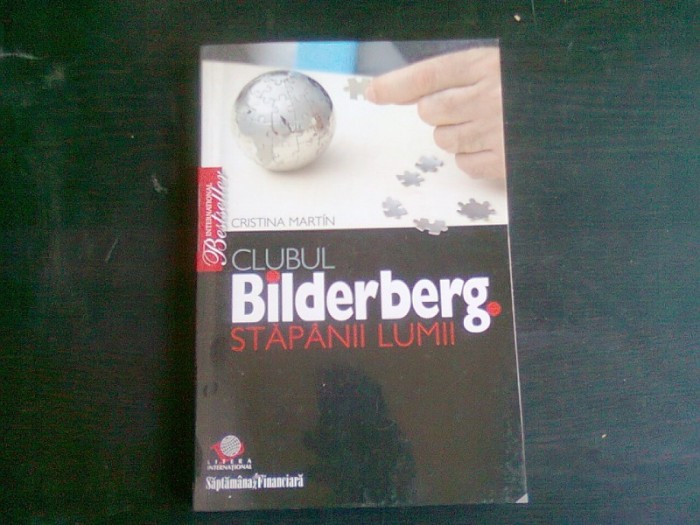 INTERNATIONAL
Bestseller
CRISTINA MARTÍN
CLUBUL
Bilderberg.
STĂPÂNII LUMII
LITERA
INTERNAȚIONAL
Săptămâna Financiară